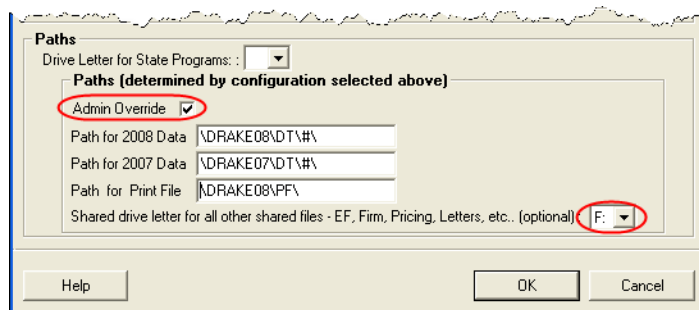 Paths
Drive Letter for State Programs: :
Paths (determined by configuration selected above)
Admin Override
Path for 2008 Data \DRAKE08\DT\#\
Path for 2007 Data \DRAKE07\DT\#\
Path for Print File \DRAKE08\PF\
Shared drive letter for all other shared files - EF, Firm, Pricing, Letters, etc.. (optional): F:
Help OK Cancel